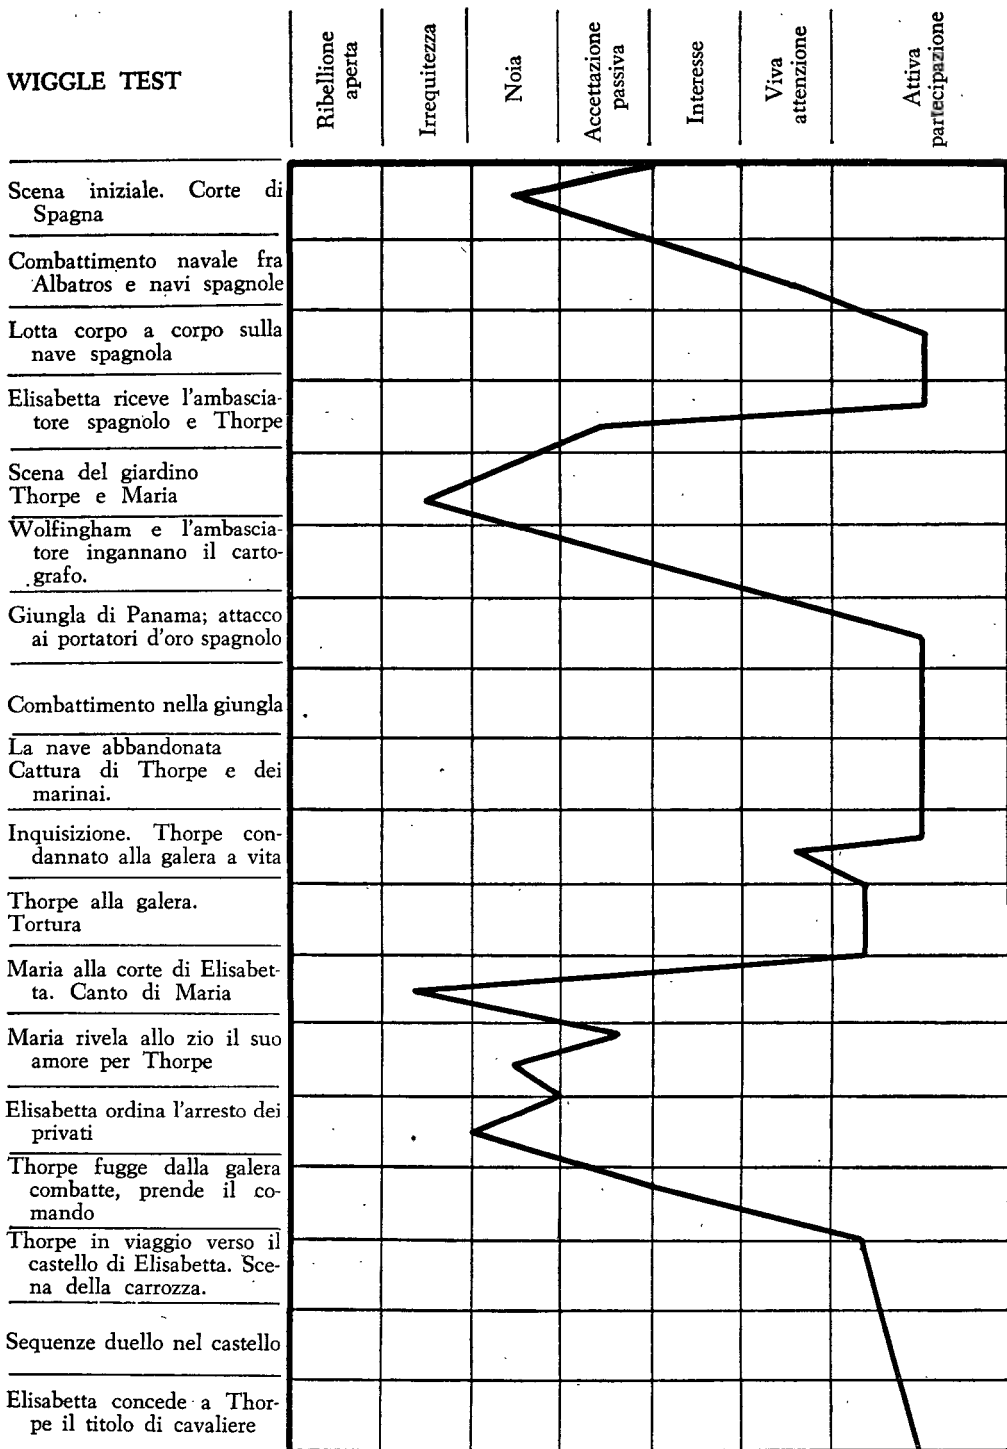 WIGGLE TEST
Ribellione
aperta
Irrequitezza
Noia
Accettazione
passiva
Interesse
Viva
attenzione
Attiva
partecipazione
Scena iniziale. Corte di
Spagna
Combattimento navale fra
Albatros e navi spagnole
Lotta corpo a corpo sulla
nave spagnola
Elisabetta riceve l'ambascia-
tore spagnolo e Thorpe
Scena del giardino
Thorpe e Maria
Wolfingham e l'ambascia-
tore ingannano il carto-
grafo.
Giungla di Panama; attacco
ai portatori d'oro spagnolo
Combattimento nella giungla
La nave abbandonata
Cattura di Thorpe e dei
marinai.
Inquisizione. Thorpe con-
dannato alla galera a vita
Thorpe alla galera.
Tortura
Maria alla corte di Elisabet-
ta. Canto di Maria
Maria rivela allo zio il suo
amore per Thorpe
Elisabetta ordina l'arresto dei
privati
Thorpe fugge dalla galera
combatte, prende il co-
mando
Thorpe in viaggio verso il
castello di Elisabetta. Sce-
na della carrozza.
Sequenze duello nel castello
Elisabetta concede a Thor-
pe il titolo di cavaliere